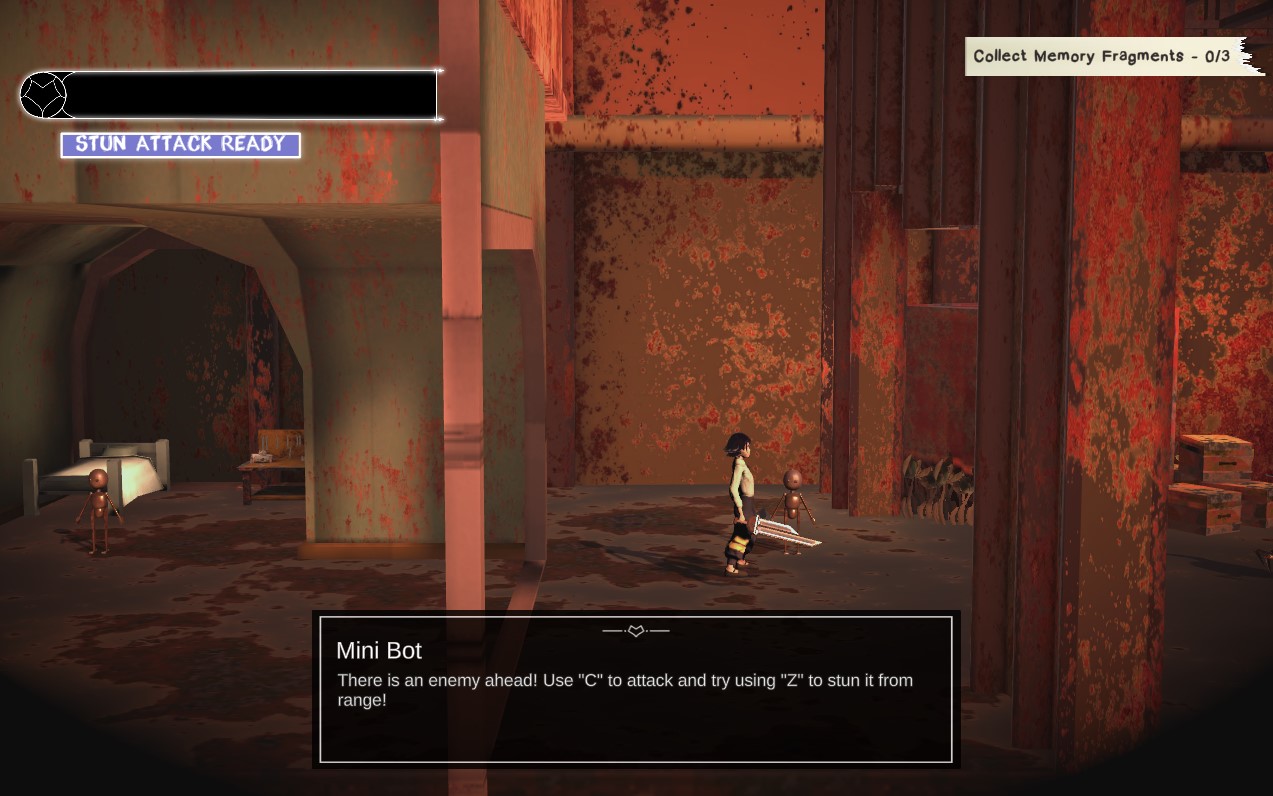 Collect Memory Fragments - 0/3
STUN ATTACK READY
Mini Bot
There is an enemy ahead! Use "C" to attack and try using "Z" to stun it from
range!